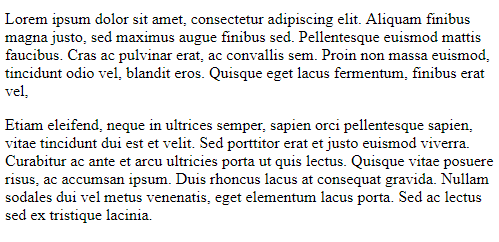 Lorem ipsum dolor sit amet, consectetur adipiscing elit. Aliquam finibus
magna justo, sed maximus augue finibus sed. Pellentesque euismod mattis
faucibus. Cras ac pulvinar erat, ac convallis sem. Proin non massa euismod,
tincidunt odio vel, blandit eros. Quisque eget lacus fermentum, finibus erat
vel,
Etiam eleifend, neque in ultrices semper, sapien orci pellentesque sapien,
vitae tincidunt dui est et velit. Sed porttitor erat et justo euismod viverra.
Curabitur ac ante et arcu ultricies porta ut quis lectus. Quisque vitae posuere
risus, ac accumsan ipsum. Duis rhoncus lacus at consequat gravida. Nullam
sodales dui vel metus venenatis, eget elementum lacus porta. Sed ac lectus
sed ex tristique lacinia.